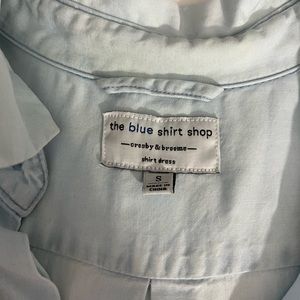 the blue shirt shop
crosby & broome
shirt dress
S
MADE IN
CHINA